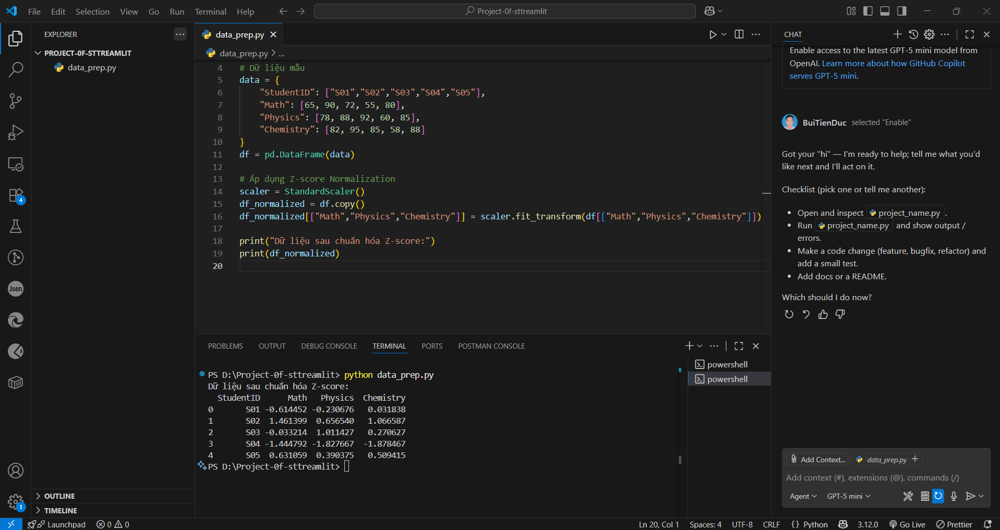 File Edit Selection View Go Run Terminal Help
Project-0f-sttreamlit
EXPLORER
PROJECT-0F-STTREAMLIT
data_prep.py
4
Json
1
OUTLINE
TIMELINE
data_prep.py
data_prep.py > ...
4 # Dữ liệu mẫu
5 data = {
6 "StudentID": ["S01","S02","S03","S04","S05"],
7 "Math": [65, 90, 72, 55, 80],
8 "Physics": [78, 88, 92, 60, 85],
9 "Chemistry": [82, 95, 85, 58, 88]
10 }
11 df = pd.DataFrame(data)
12
13 # Áp dụng Z-score Normalization
14 scaler = StandardScaler()
15 df_normalized = df.copy()
16 df_normalized[["Math","Physics","Chemistry"]] = scaler.fit_transform(df[["Math","Physics","Chemistry"]])
17
18 print("Dữ liệu sau chuẩn hóa Z-score:")
19 print(df_normalized)
20
PROBLEMS OUTPUT DEBUG CONSOLE TERMINAL PORTS POSTMAN CONSOLE
PS D:\Project-0f-sttreamlit> python data_prep.py
Dữ liệu sau chuẩn hóa Z-score:
StudentID Math Physics Chemistry
0 S01 -0.614452 -0.230676 0.031838
1 S02 1.461399 0.656540 1.066587
2 S03 -0.033214 1.011427 0.270627
3 S04 -1.444792 -1.827667 -1.878467
4 S05 0.631059 0.390375 0.509415
PS D:\Project-0f-sttreamlit>
powershell
powershell
CHAT
Enable access to the latest GPT-5 mini model from
OpenAI. Learn more about how GitHub Copilot
serves GPT-5 mini.
BuiTienDuc selected "Enable"
Got your "hi" — I'm ready to help; tell me what you'd
like next and I'll act on it.
Checklist (pick one or tell me another):
• Open and inspect project_name.py .
• Run project_name.py and show output /
errors.
• Make a code change (feature, bugfix, refactor) and
add a small test.
• Add docs or a README.
Which should I do now?
Add Context... data_prep.py +
Add context (#), extensions (@), commands (/)
Agent GPT-5 mini
Launchpad 0 0 Ln 20, Col 1 Spaces: 4 UTF-8 CRLF {} Python 3.12.0 Go Live Prettier